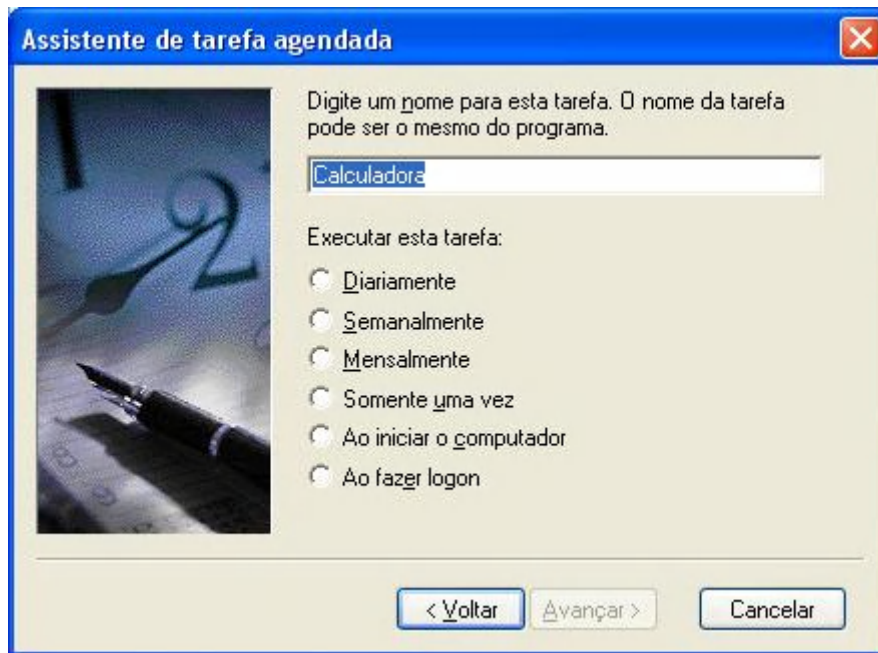 Assistente de tarefa agendada
Digite um nome para esta tarefa. O nome da tarefa
pode ser o mesmo do programa.
Calculadora
Executar esta tarefa:
Diariamente
Semanalmente
Mensalmente
Somente uma vez
Ao iniciar o computador
Ao fazer logon
< Voltar
Avançar >
Cancelar